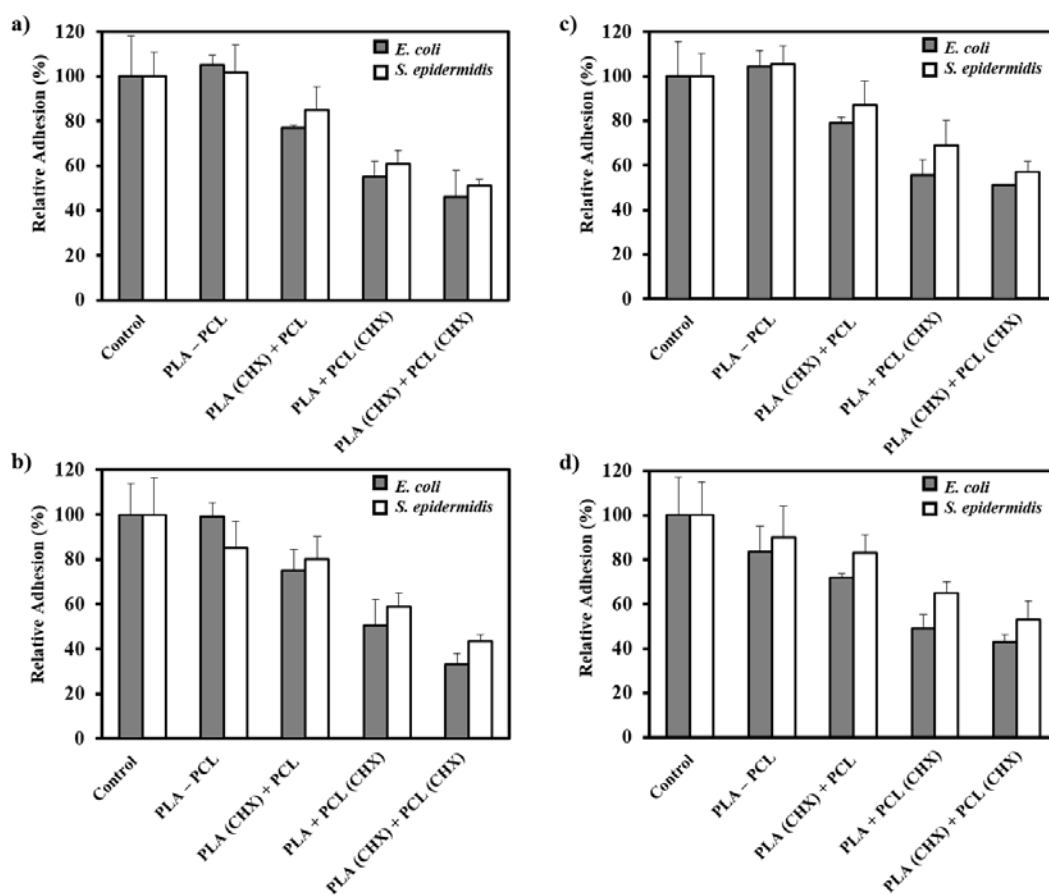 a)
Relative Adhesion (%)
120
100
80
60
40
20
0
E. coli
S. epidermidis
Control
PLA – PCL
PLA (CHX) + PCL
PLA + PCL (CHX)
PLA (CHX) + PCL (CHX)
c)
Relative Adhesion (%)
120
100
80
60
40
20
0
E. coli
S. epidermidis
Control
PLA – PCL
PLA (CHX) + PCL
PLA + PCL (CHX)
PLA (CHX) + PCL (CHX)
b)
Relative Adhesion (%)
120
100
80
60
40
20
0
E. coli
S. epidermidis
Control
PLA – PCL
PLA (CHX) + PCL
PLA + PCL (CHX)
PLA (CHX) + PCL (CHX)
d)
Relative Adhesion (%)
120
100
80
60
40
20
0
E. coli
S. epidermidis
Control
PLA – PCL
PLA (CHX) + PCL
PLA + PCL (CHX)
PLA (CHX) + PCL (CHX)